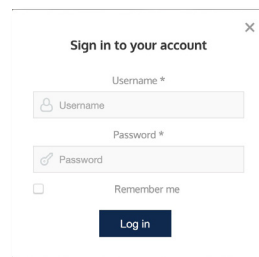 Sign in to your account
Username *
Username
Password *
Password
Remember me
Log in